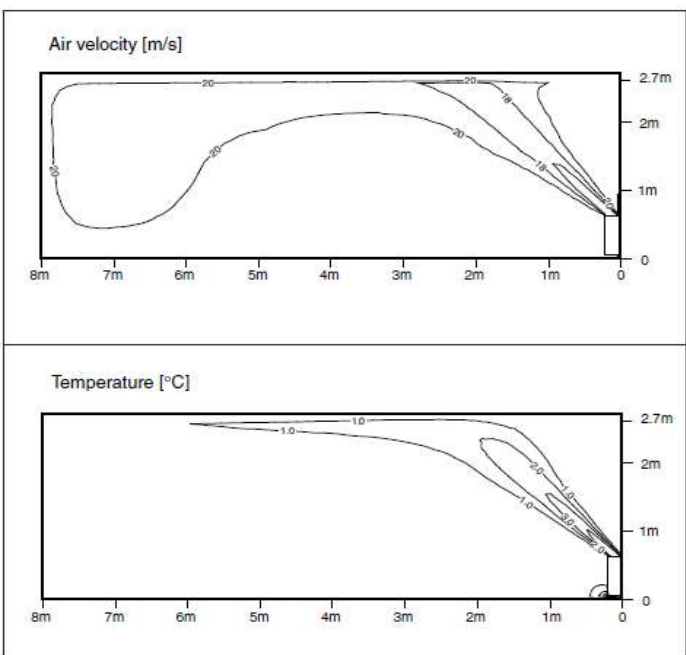 Air velocity [m/s]
20 20 2.7m
18
20 2m
20
20 18
1m
20
0
8m 7m 6m 5m 4m 3m 2m 1m 0
Temperature [°C]
1.0 2.7m
1.0
2m
2.0 1.0
1.0
3.0 1m
2.0
0
8m 7m 6m 5m 4m 3m 2m 1m 0